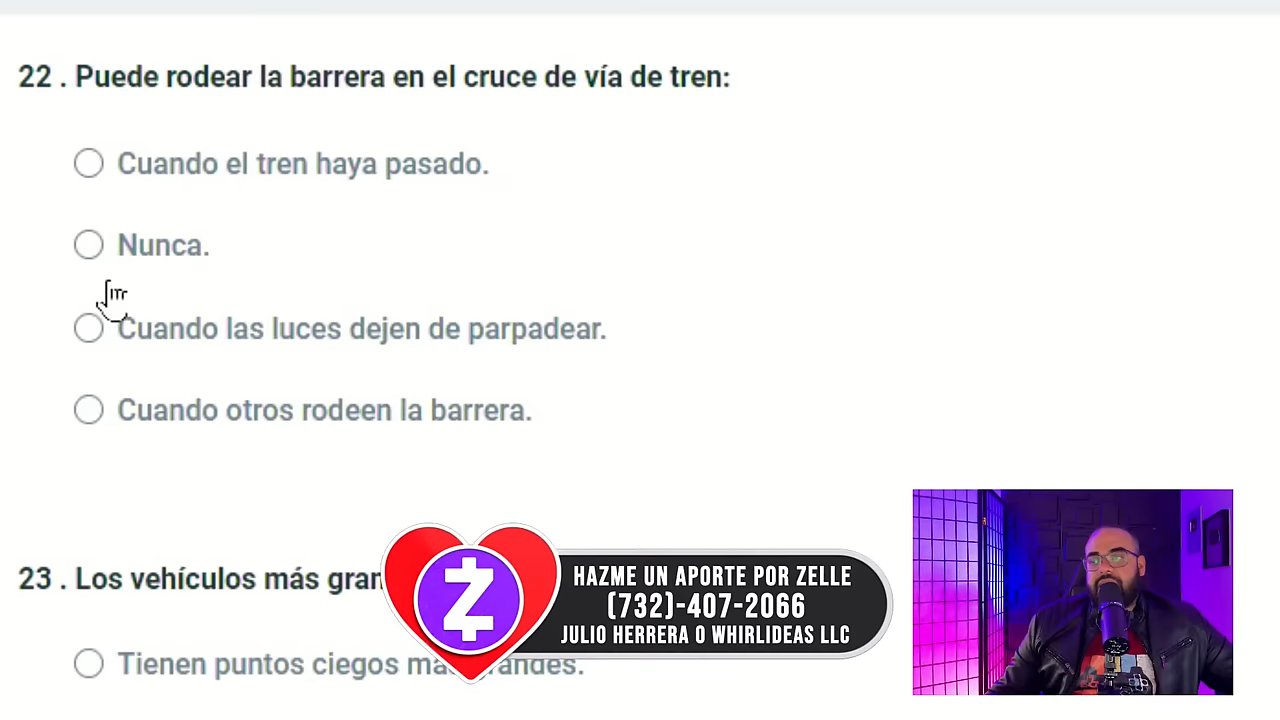 22 . Puede rodear la barrera en el cruce de vía de tren:
Cuando el tren haya pasado.
Nunca.
Cuando las luces dejen de parpadear.
Cuando otros rodeen la barrera.
23 . Los vehículos más
HAZME UN APORTE POR ZELLE
(732)-407-2066
JULIO HERRERA O WHIRLIDEAS LLC
Tienen puntos ciegos